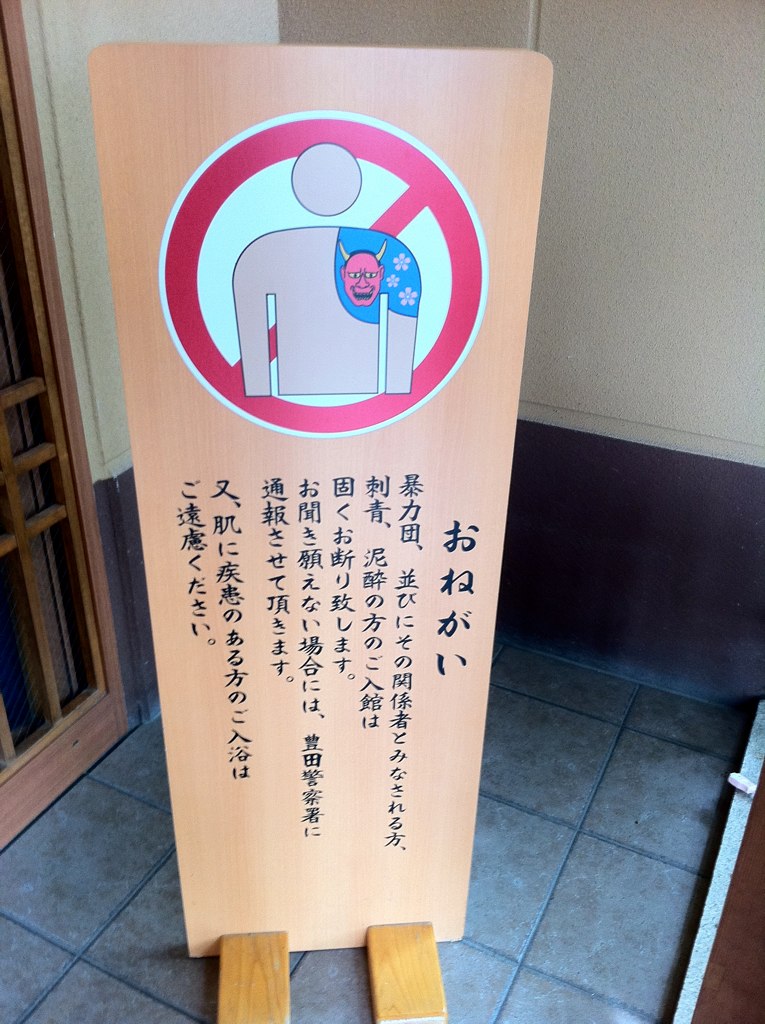 おねがい
暴力団、並びにその関係者とみなされる方、
刺青、泥酔の方のご入館は
固くお断り致します。
お聞き願えない場合には、豊田警察署に
通報させて頂きます。
又、肌に疾患のある方のご入浴は
ご遠慮ください。